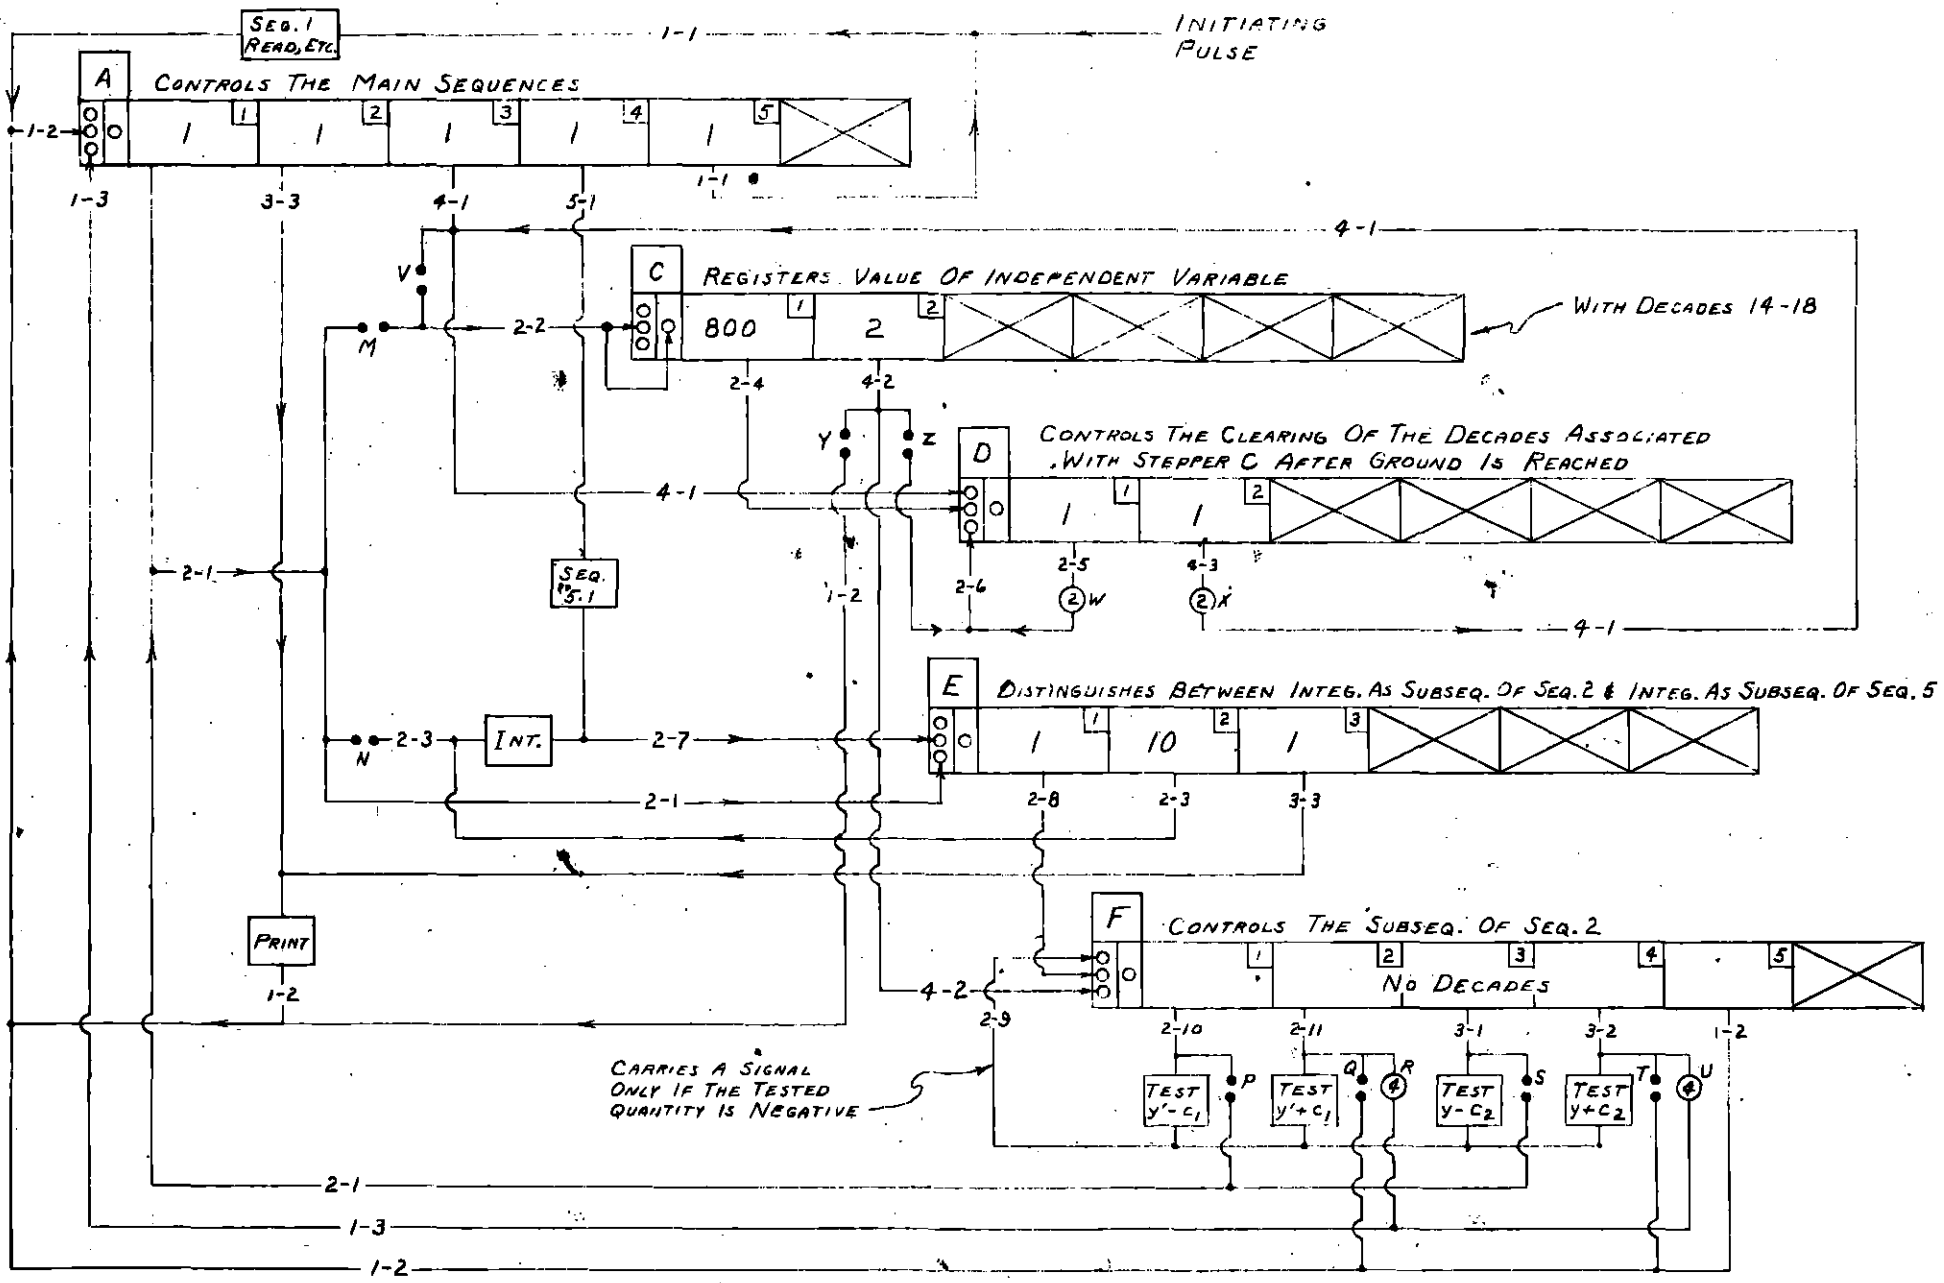 SEQ. 1
READ, ETC.
1-1
INITIATING
PULSE
A
CONTROLS THE MAIN SEQUENCES
1-2
1 1
1 2
1 3
1 4
1 5
1-3
3-3
4-1
5-1
1-1
4-1
V
C
REGISTERS VALUE OF INDEPENDENT VARIABLE
M
2-2
800 1
2 2
WITH DECADES 14-18
2-4
4-2
Y
Z
D
CONTROLS THE CLEARING OF THE DECADES ASSOCIATED
WITH STEPPER C AFTER GROUND IS REACHED
4-1
1 1
1 2
2-1
SEQ.
5.1
1-2
2-6
2-5
4-3
2 W
2 X
4-1
E
DISTINGUISHES BETWEEN INTEG. AS SUBSEQ. OF SEQ. 2 & INTEG. AS SUBSEQ. OF SEQ. 5
N
2-3
INT.
2-7
1 1
10 2
1 3
2-1
2-8
2-3
3-3
F
CONTROLS THE SUBSEQ. OF SEQ. 2
PRINT
1
2
3
4
5
NO DECADES
1-2
4-2
2-9
2-10
2-11
3-1
3-2
1-2
CARRIES A SIGNAL
ONLY IF THE TESTED
QUANTITY IS NEGATIVE
TEST
y'-c₁
P
TEST
y'+c₁
Q
4 R
TEST
y-c₂
S
TEST
y+c₂
T
4 U
2-1
1-3
1-2